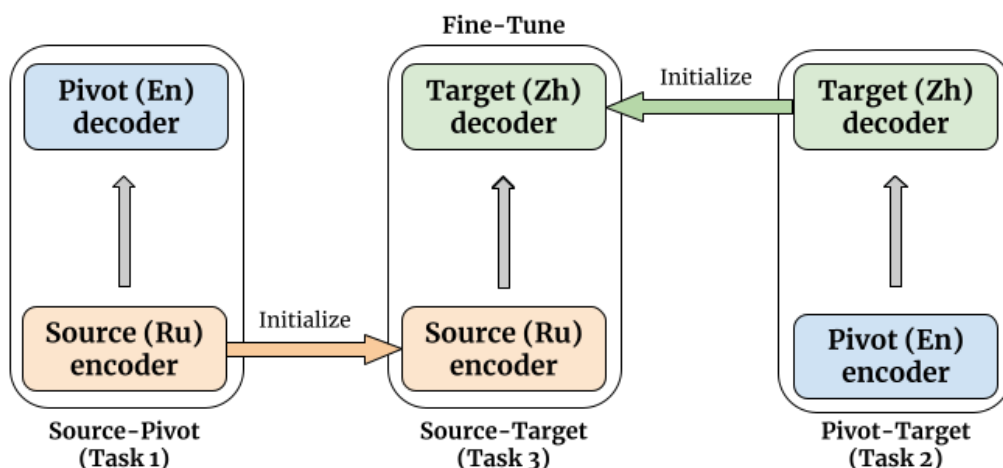 Fine-Tune
Pivot (En)
decoder
Target (Zh)
decoder
Initialize
Target (Zh)
decoder
Source (Ru)
encoder
Initialize
Source (Ru)
encoder
Pivot (En)
encoder
Source-Pivot
(Task 1)
Source-Target
(Task 3)
Pivot-Target
(Task 2)